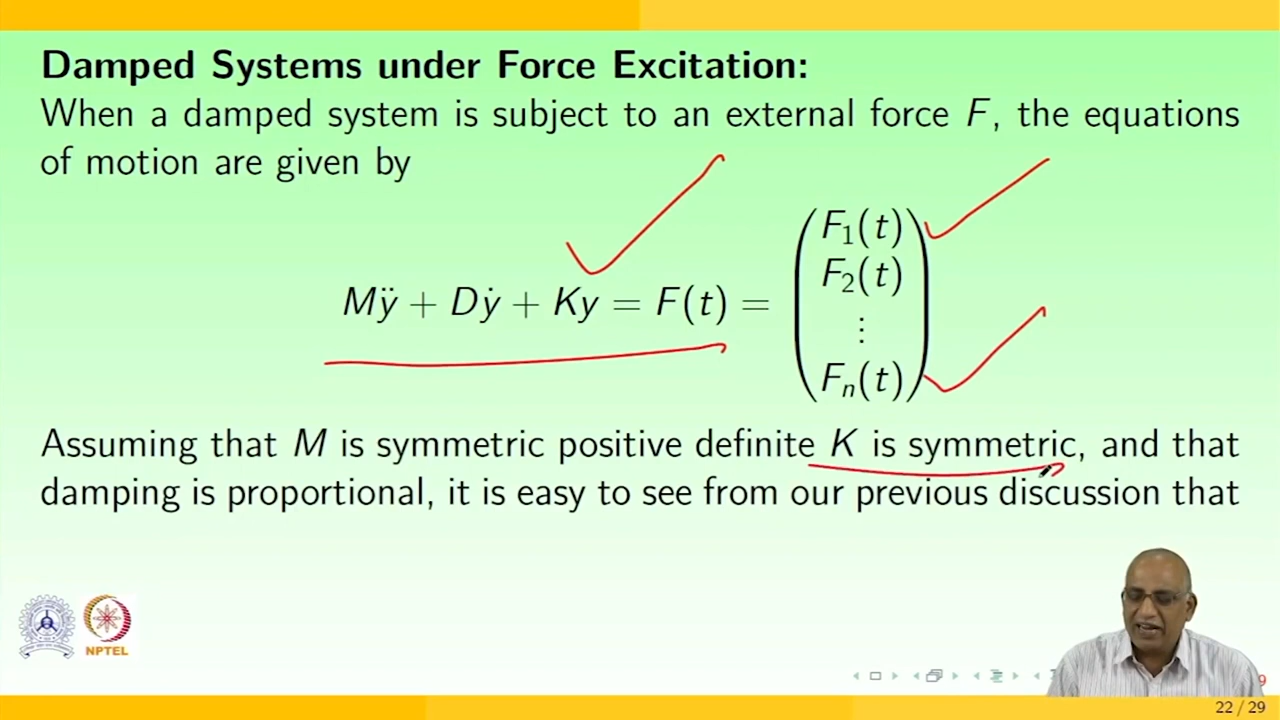 Damped Systems under Force Excitation:
When a damped system is subject to an external force F, the equations
of motion are given by
Mÿ + Dẏ + Ky = F(t) = (F₁(t) F₂(t) ⋮ Fₙ(t))
Assuming that M is symmetric positive definite K is symmetric, and that
damping is proportional, it is easy to see from our previous discussion that
NPTEL
22 / 29